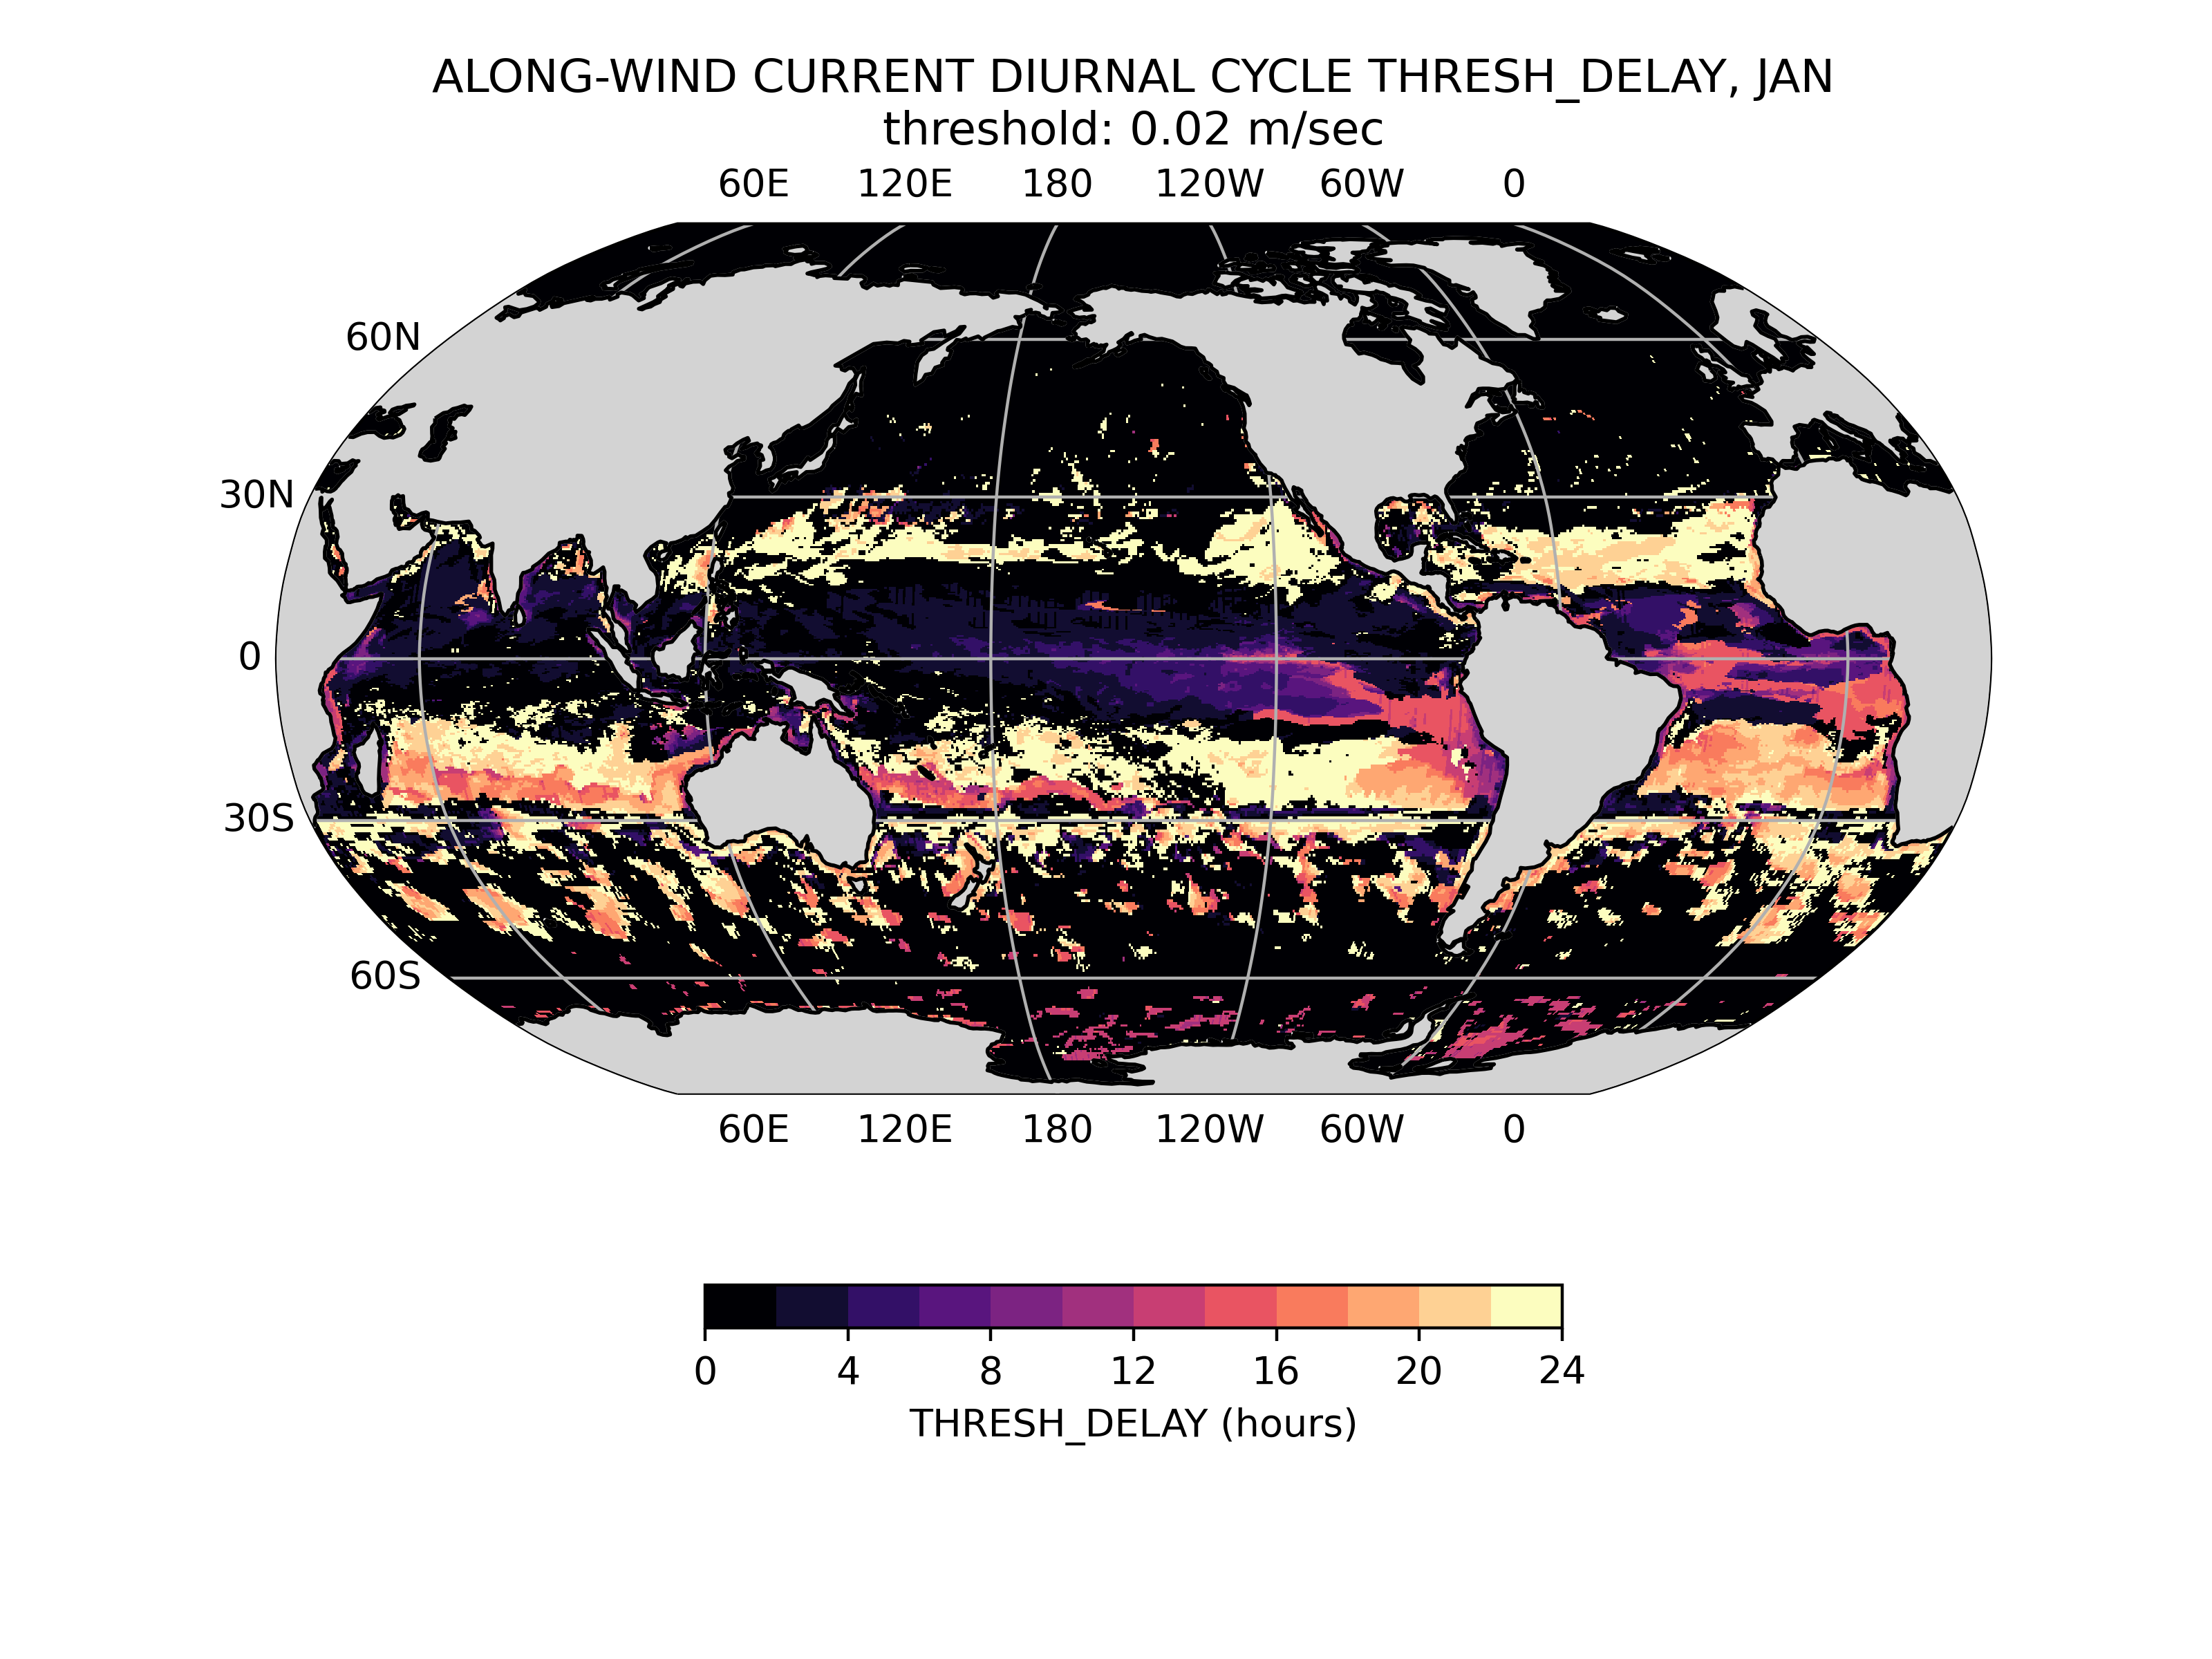 ALONG-WIND CURRENT DIURNAL CYCLE THRESH_DELAY, JAN
threshold: 0.02 m/sec
60E 120E 180 120W 60W 0
60N
30N
0
30S
60S
60E 120E 180 120W 60W 0
0 4 8 12 16 20 24
THRESH_DELAY (hours)